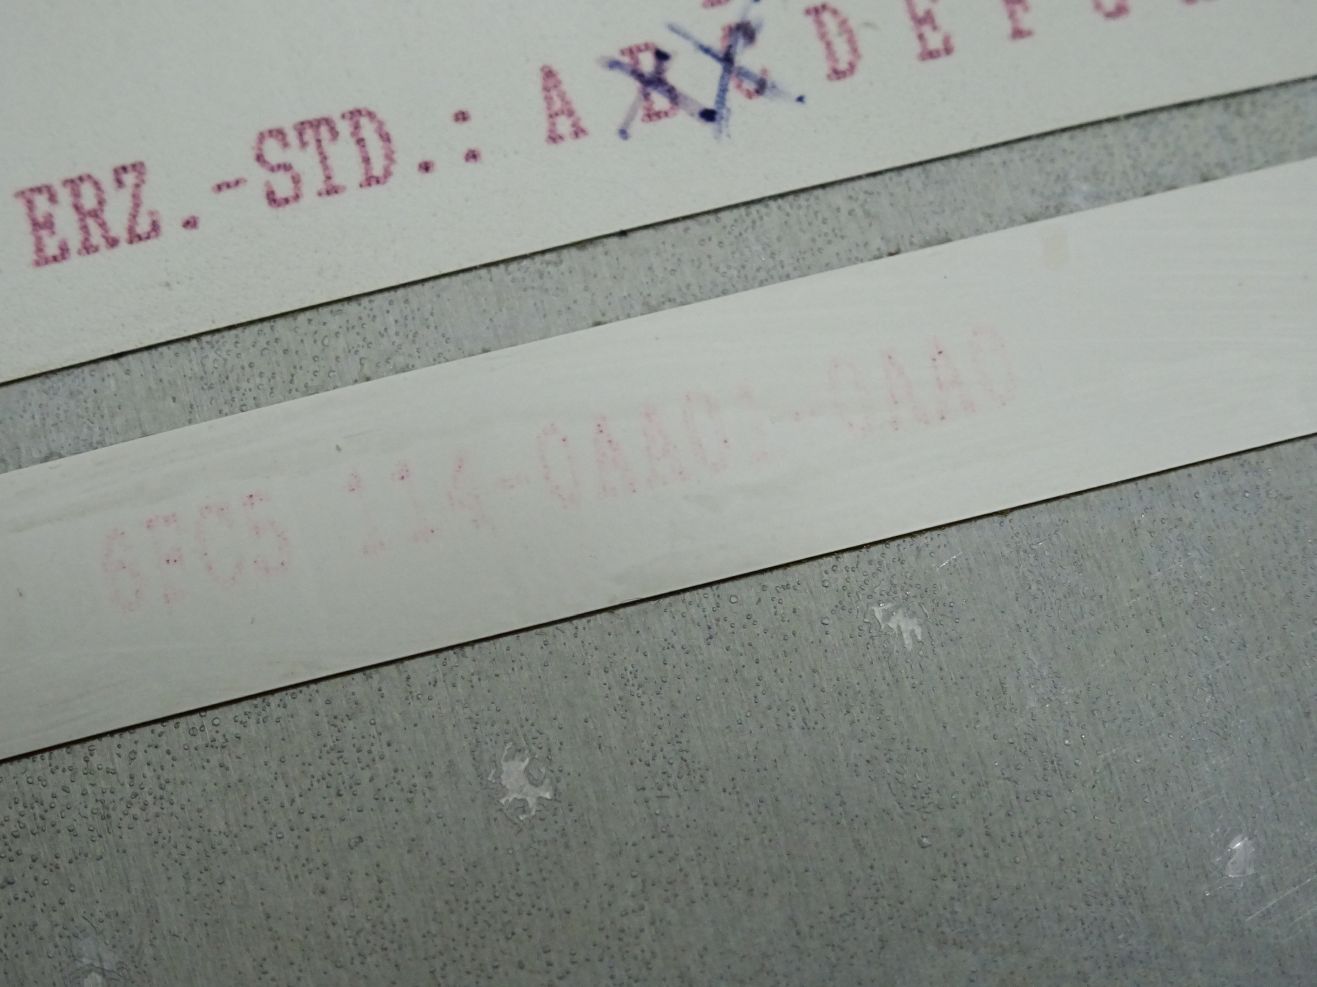 ERZ.-STD.: A B C D E F G
6FC5 114-0AA01-0AA0